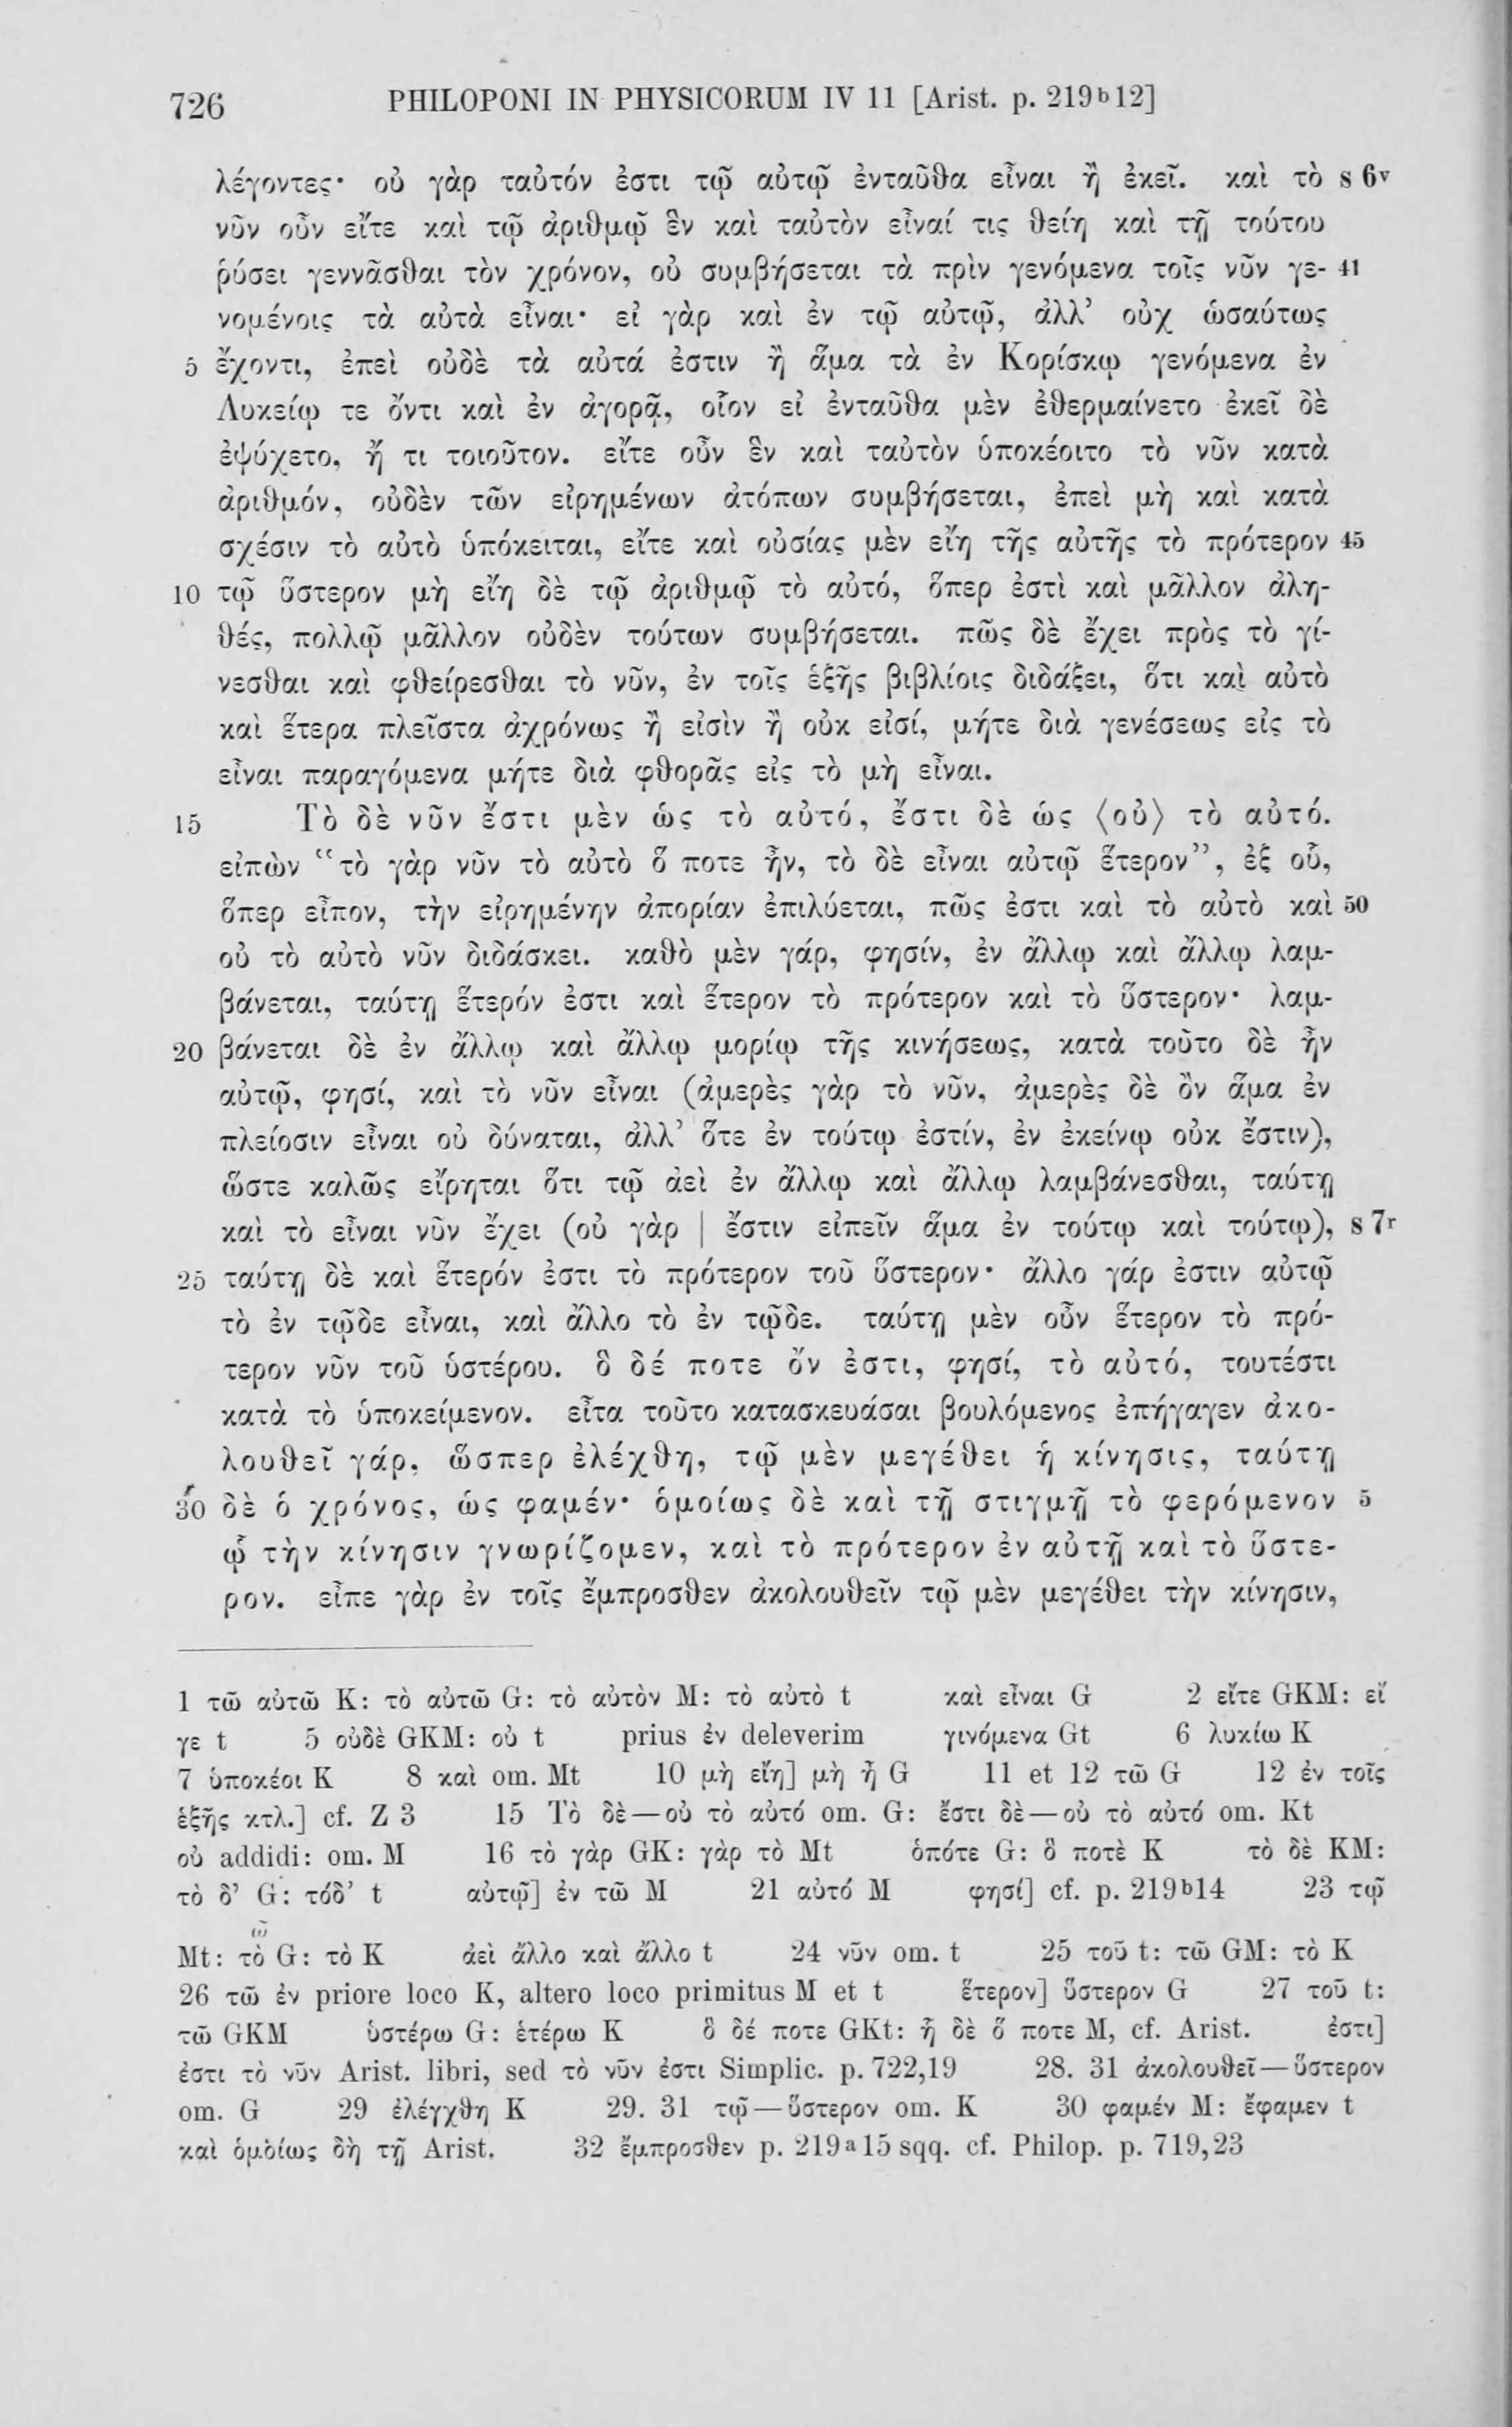 726 PHILOPONI IN PHYSICORUM IV 11 [Arist. p. 219ᵇ12]
λέγοντες· οὐ γὰρ ταὐτόν ἐστι τῷ αὐτῷ ἐνταῦθα εἶναι ἢ ἐκεῖ. καὶ τὸ s 6ᵛ
νῦν οὖν εἴτε καὶ τῷ ἀριθμῷ ἓν καὶ ταὐτὸν εἶναί τις θείη καὶ τῇ τούτου
ῥύσει γεννᾶσθαι τὸν χρόνον, οὐ συμβήσεται τὰ πρὶν γενόμενα τοῖς νῦν γε- 41
νομένοις τὰ αὐτὰ εἶναι· εἰ γὰρ καὶ ἐν τῷ αὐτῷ, ἀλλ’ οὐχ ὡσαύτως
5 ἔχοντι, ἐπεὶ οὐδὲ τὰ αὐτά ἐστιν ἢ ἅμα τὰ ἐν Κορίσκῳ γενόμενα ἐν
Λυκείῳ τε ὄντι καὶ ἐν ἀγορᾷ, οἷον εἰ ἐνταῦθα μὲν ἐθερμαίνετο ἐκεῖ δὲ
ἐψύχετο, ἤ τι τοιοῦτον. εἴτε οὖν ἓν καὶ ταὐτὸν ὑποκέοιτο τὸ νῦν κατὰ
ἀριθμόν, οὐδὲν τῶν εἰρημένων ἀτόπων συμβήσεται, ἐπεὶ μὴ καὶ κατὰ
σχέσιν τὸ αὐτὸ ὑπόκειται, εἴτε καὶ οὐσίας μὲν εἴη τῆς αὐτῆς τὸ πρότερον 45
10 τῷ ὕστερον μὴ εἴη δὲ τῷ ἀριθμῷ τὸ αὐτό, ὅπερ ἐστὶ καὶ μᾶλλον ἀλη-
θές, πολλῷ μᾶλλον οὐδὲν τούτων συμβήσεται. πῶς δὲ ἔχει πρὸς τὸ γί-
νεσθαι καὶ φθείρεσθαι τὸ νῦν, ἐν τοῖς ἑξῆς βιβλίοις διδάξει, ὅτι καὶ αὐτὸ
καὶ ἕτερα πλεῖστα ἀχρόνως ἢ εἰσὶν ἢ οὐκ εἰσί, μήτε διὰ γενέσεως εἰς τὸ
εἶναι παραγόμενα μήτε διὰ φθορᾶς εἰς τὸ μὴ εἶναι.
15 Τὸ δὲ νῦν ἔστι μὲν ὡς τὸ αὐτό, ἔστι δὲ ὡς ⟨οὐ⟩ τὸ αὐτό.
εἰπὼν “τὸ γὰρ νῦν τὸ αὐτὸ ὅ ποτε ἦν, τὸ δὲ εἶναι αὐτῷ ἕτερον”, ἐξ οὗ,
ὅπερ εἶπον, τὴν εἰρημένην ἀπορίαν ἐπιλύεται, πῶς ἐστι καὶ τὸ αὐτὸ καὶ 50
οὐ τὸ αὐτὸ νῦν διδάσκει. καθὸ μὲν γάρ, φησίν, ἐν ἄλλῳ καὶ ἄλλῳ λαμ-
βάνεται, ταύτῃ ἕτερόν ἐστι καὶ ἕτερον τὸ πρότερον καὶ τὸ ὕστερον· λαμ-
20 βάνεται δὲ ἐν ἄλλῳ καὶ ἄλλῳ μορίῳ τῆς κινήσεως, κατὰ τοῦτο δὲ ἦν
αὐτῷ, φησί, καὶ τὸ νῦν εἶναι (ἀμερὲς γὰρ τὸ νῦν, ἀμερὲς δὲ ὂν ἅμα ἐν
πλείοσιν εἶναι οὐ δύναται, ἀλλ’ ὅτε ἐν τούτῳ ἐστίν, ἐν ἐκείνῳ οὐκ ἔστιν),
ὥστε καλῶς εἴρηται ὅτι τῷ ἀεὶ ἐν ἄλλῳ καὶ ἄλλῳ λαμβάνεσθαι, ταύτῃ
καὶ τὸ εἶναι νῦν ἔχει (οὐ γὰρ | ἔστιν εἰπεῖν ἅμα ἐν τούτῳ καὶ τούτῳ), s 7ʳ
25 ταύτῃ δὲ καὶ ἕτερόν ἐστι τὸ πρότερον τοῦ ὕστερον· ἄλλο γάρ ἐστιν αὐτῷ
τὸ ἐν τῷδε εἶναι, καὶ ἄλλο τὸ ἐν τῷδε. ταύτῃ μὲν οὖν ἕτερον τὸ πρό-
τερον νῦν τοῦ ὑστέρου. ὃ δέ ποτε ὄν ἐστι, φησί, τὸ αὐτό, τουτέστι
κατὰ τὸ ὑποκείμενον. εἶτα τοῦτο κατασκευάσαι βουλόμενος ἐπήγαγεν ἀκο-
λουθεῖ γάρ, ὥσπερ ἐλέχθη, τῷ μὲν μεγέθει ἡ κίνησις, ταύτῃ
30 δὲ ὁ χρόνος, ὡς φαμέν· ὁμοίως δὲ καὶ τῇ στιγμῇ τὸ φερόμενον 5
ᾧ τὴν κίνησιν γνωρίζομεν, καὶ τὸ πρότερον ἐν αὐτῇ καὶ τὸ ὕστε-
ρον. εἶπε γὰρ ἐν τοῖς ἔμπροσθεν ἀκολουθεῖν τῷ μὲν μεγέθει τὴν κίνησιν,
1 τῶ αὐτῶ K: τὸ αὐτῶ G: τὸ αὐτὸν M: τὸ αὐτὸ t καὶ εἶναι G 2 εἴτε GKM: εἴ
γε t 5 οὐδὲ GKM: οὐ t prius ἐν deleverim γινόμενα Gt 6 λυκίω K
7 ὑποκέοι K 8 καὶ om. Mt 10 μὴ εἴη] μὴ ἦ G 11 et 12 τῶ G 12 ἐν τοῖς
ἑξῆς κτλ.] cf. Z 3 15 Τὸ δὲ—οὐ τὸ αὐτό om. G: ἔστι δὲ—οὐ τὸ αὐτό om. Kt
οὐ addidi: om. M 16 τὸ γὰρ GK: γὰρ τὸ Mt ὁπότε G: ὃ ποτὲ K τὸ δὲ KM:
τὸ δ’ G: τόδ’ t αὐτῷ] ἐν τῶ M 21 αὐτό M φησί] cf. p. 219ᵇ14 23 τῷ
ῶ
Mt: τὸ G: τὸ K ἀεὶ ἄλλο καὶ ἄλλο t 24 νῦν om. t 25 τοῦ t: τῶ GM: τὸ K
26 τῶ ἐν priore loco K, altero loco primitus M et t ἕτερον] ὕστερον G 27 τοῦ t:
τῶ GKM ὑστέρω G: ἑτέρω K ὃ δέ ποτε GKt: ἦ δὲ ὅ ποτε M, cf. Arist. ἐστι]
ἐστι τὸ νῦν Arist. libri, sed τὸ νῦν ἐστι Simplic. p. 722,19 28. 31 ἀκολουθεῖ—ὕστερον
om. G 29 ἐλέγχθη K 29. 31 τῷ—ὕστερον om. K 30 φαμέν M: ἔφαμεν t
καὶ ὁμοίως δὴ τῇ Arist. 32 ἔμπροσθεν p. 219ᵃ15 sqq. cf. Philop. p. 719,23